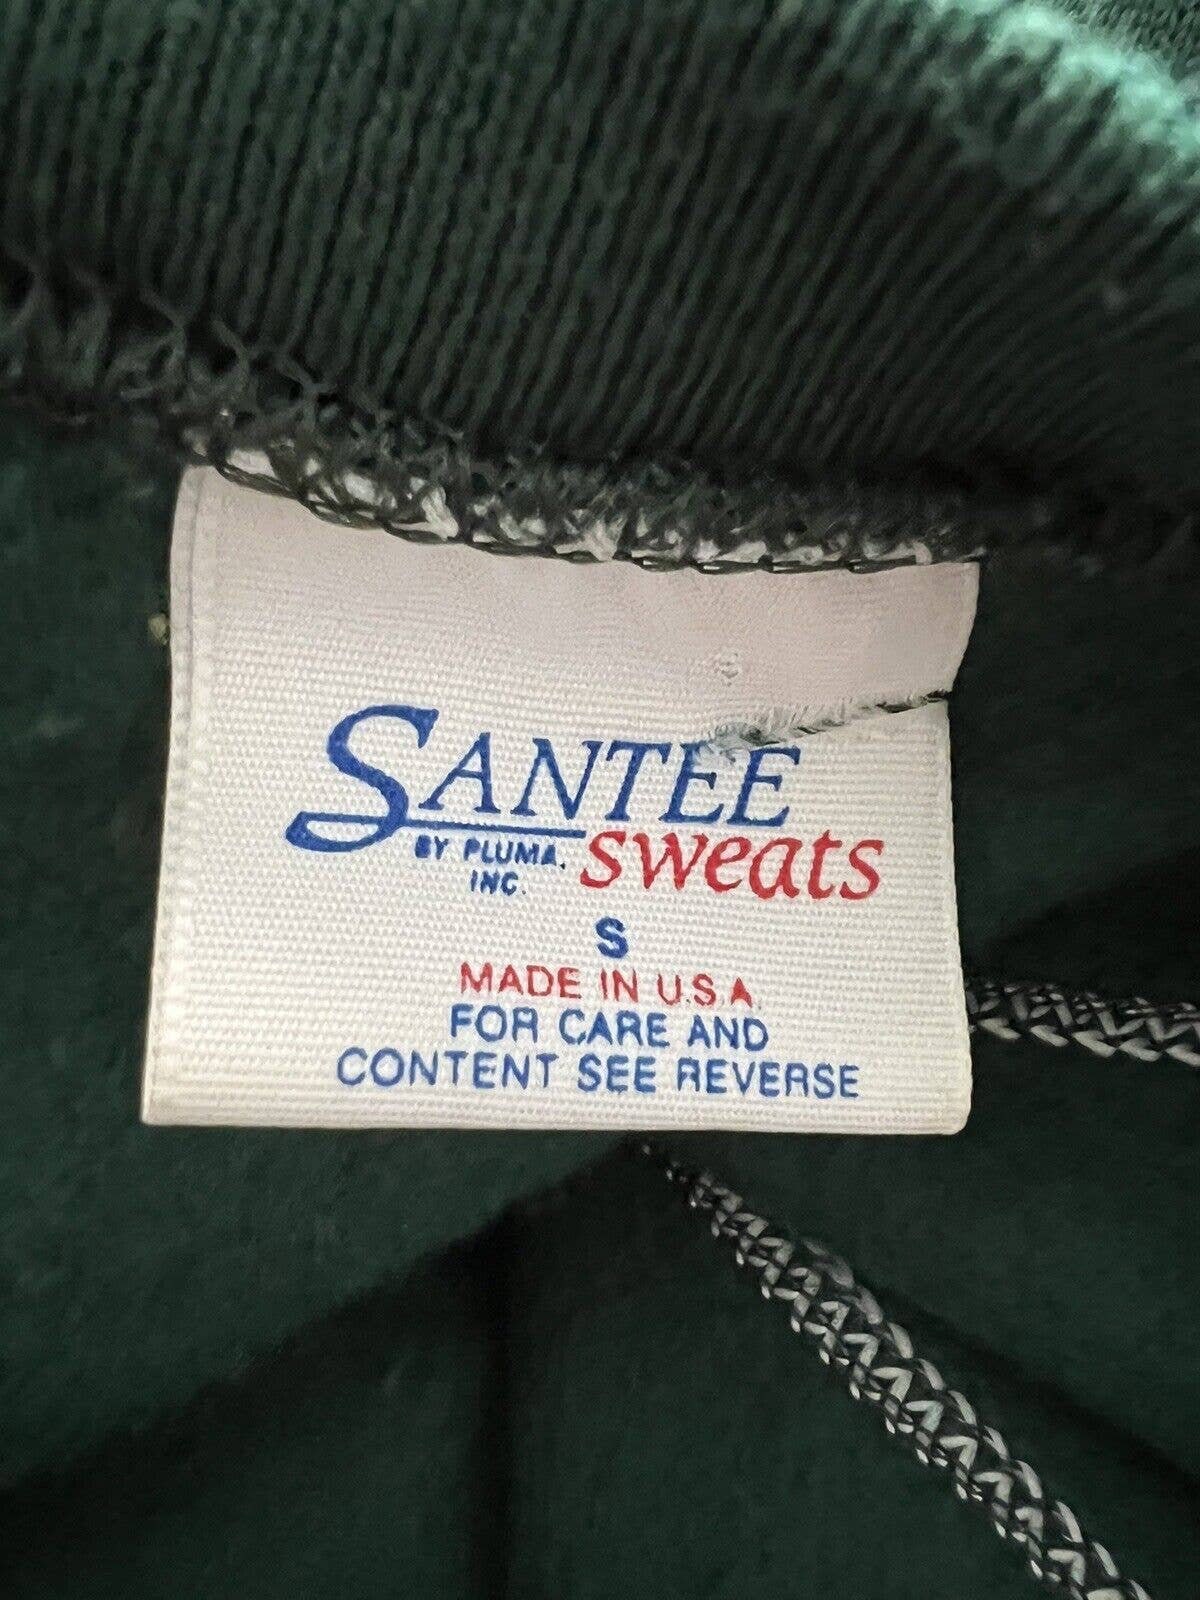 SANTEE
BY PLUMA, sweats
INC.
S
MADE IN U.S.A.
FOR CARE AND
CONTENT SEE REVERSE